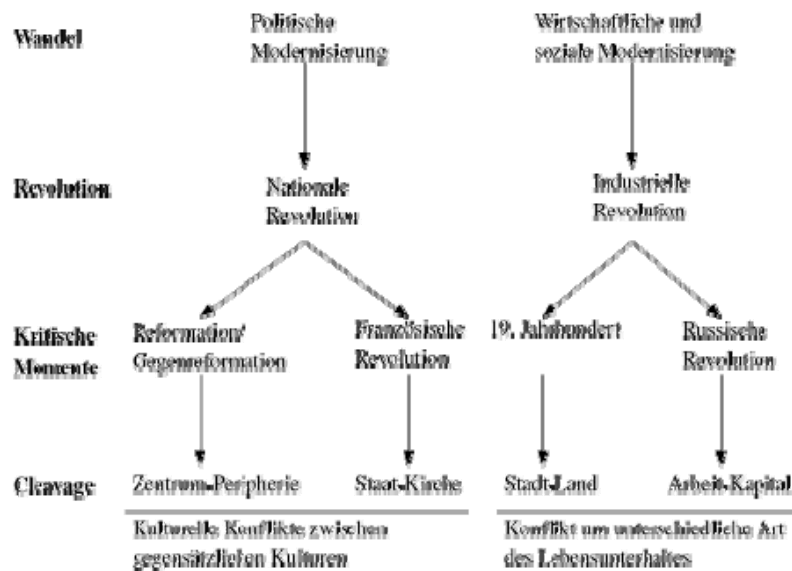 Wandel
Politische
Modernisierung
Wirtschaftliche und
soziale Modernisierung
Revolution
Nationale
Revolution
Industrielle
Revolution
Kritische
Momente
Reformation/
Gegenreformation
Französische
Revolution
19. Jahrhundert
Russische
Revolution
Cleavage
Zentrum-Peripherie
Staat-Kirche
Stadt-Land
Arbeit-Kapital
Kulturelle Konflikte zwischen
gegensätzlichen Kulturen
Konflikt um unterschiedliche Art
des Lebensunterhaltes